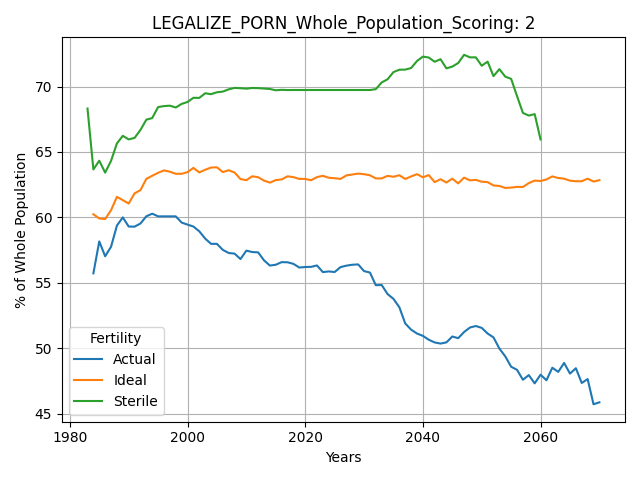 LEGALIZE_PORN_Whole_Population_Scoring: 2
% of Whole Population
70
65
60
55
50
45
Fertility
Actual
Ideal
Sterile
1980 2000 2020 2040 2060
Years